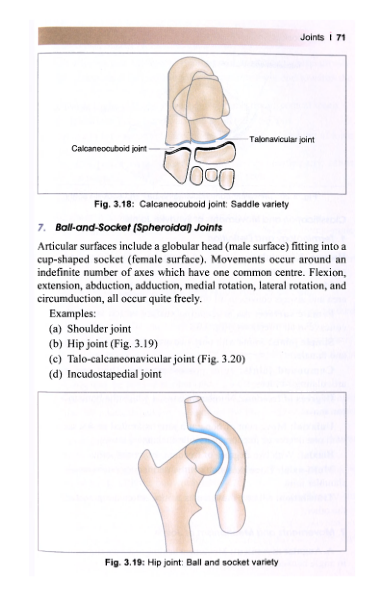 Joints | 71
Calcaneocuboid joint
Talonavicular joint
Fig. 3.18: Calcaneocuboid joint: Saddle variety
7. Ball-and-Socket (Spheroidal) Joints
Articular surfaces include a globular head (male surface) fitting into a
cup-shaped socket (female surface). Movements occur around an
indefinite number of axes which have one common centre. Flexion,
extension, abduction, adduction, medial rotation, lateral rotation, and
circumduction, all occur quite freely.
Examples:
(a) Shoulder joint
(b) Hip joint (Fig. 3.19)
(c) Talo-calcaneonavicular joint (Fig. 3.20)
(d) Incudostapedial joint
Fig. 3.19: Hip joint: Ball and socket variety